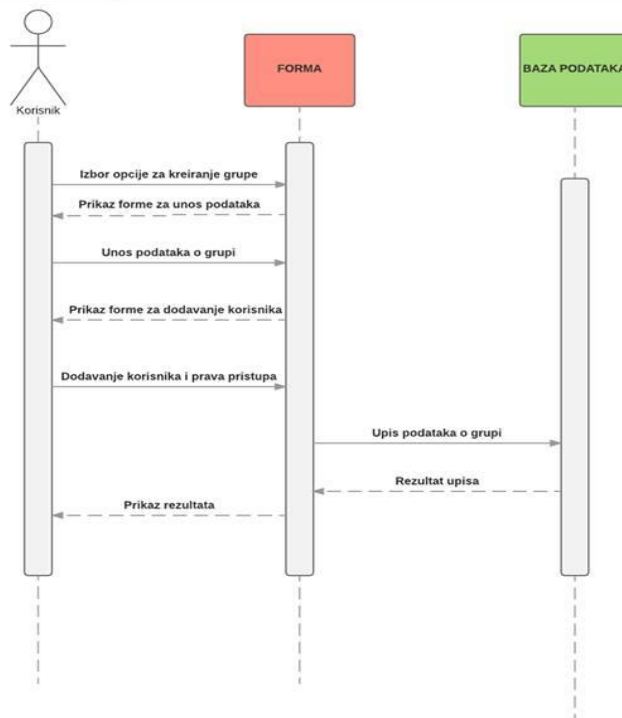 FORMA
BAZA PODATAKA
Korisnik
Izbor opcije za kreiranje grupe
Prikaz forme za unos podataka
Unos podataka o grupi
Prikaz forme za dodavanje korisnika
Dodavanje korisnika i prava pristupa
Upis podataka o grupi
Rezultat upisa
Prikaz rezultata